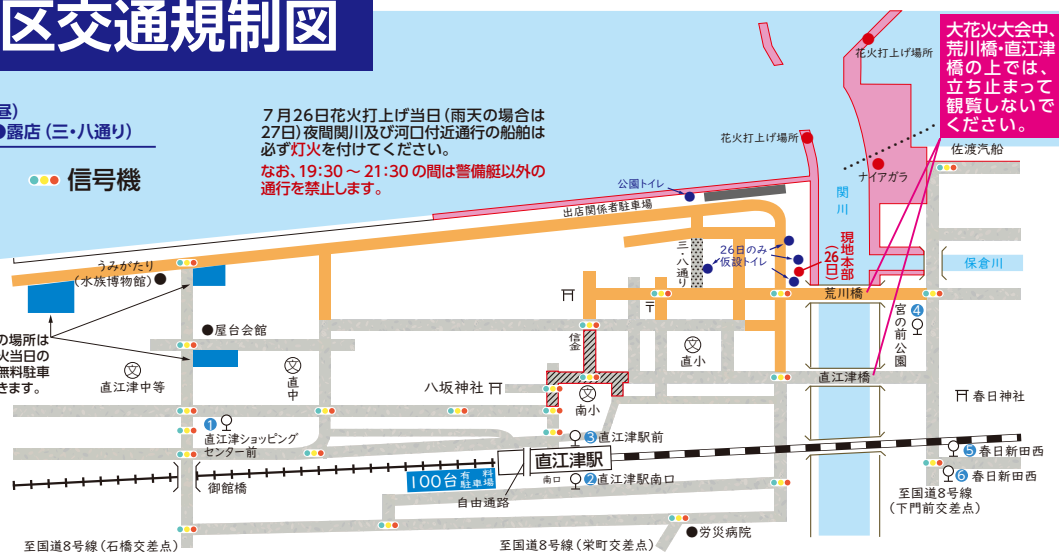 区交通規制図
昼)
●露店(三・八通り)
信号機
7月26日花火打上げ当日(雨天の場合は
27日)夜間関川及び河口付近通行の船舶は
必ず灯火を付けてください。
なお、19:30～21:30の間は警備艇以外の
通行を禁止します。
大花火大会中、
荒川橋・直江津
橋の上では、
立ち止まって
観覧しないで
ください。
花火打上げ場所
花火打上げ場所
ナイアガラ
佐渡汽船
公園トイレ
出店関係者駐車場
関川
三・八通り
26日のみ
仮設トイレ
現地本部
(26日)
保倉川
荒川橋
うみがたり
(水族博物館)
の場所は
火当日の
無料駐車
きます。
屋台会館
文
直江津中等
文
直中
信金
〒
文
直小
宮の前公園
4
八坂神社
文
南小
直江津橋
春日神社
1
直江津ショッピング
センター前
3 直江津駅前
直江津駅
御館橋
100台 有料駐車場
南口
2 直江津駅南口
自由通路
5 春日新田西
6 春日新田西
至国道8号線
(下門前交差点)
労災病院
至国道8号線(石橋交差点)
至国道8号線(栄町交差点)